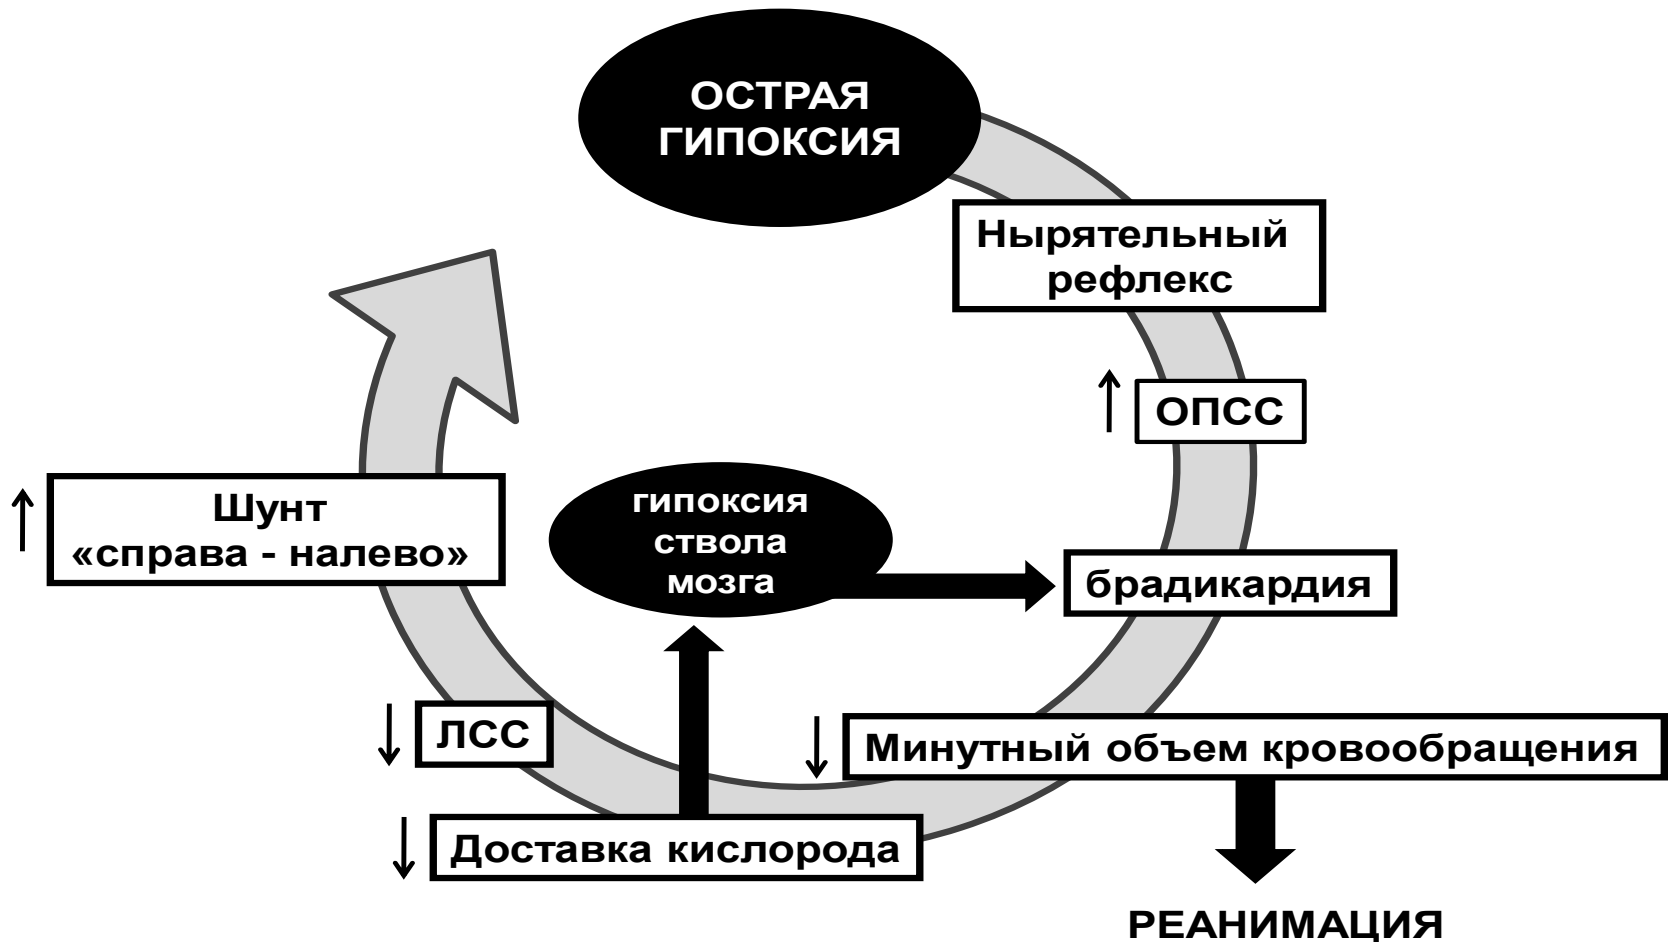 ОСТРАЯ
ГИПОКСИЯ
Нырятельный
рефлекс
↑ ОПСС
брадикардия
↓ Минутный объем кровообращения
РЕАНИМАЦИЯ
↓ Доставка кислорода
гипоксия
ствола
мозга
↓ ЛСС
↑ Шунт
«справа - налево»